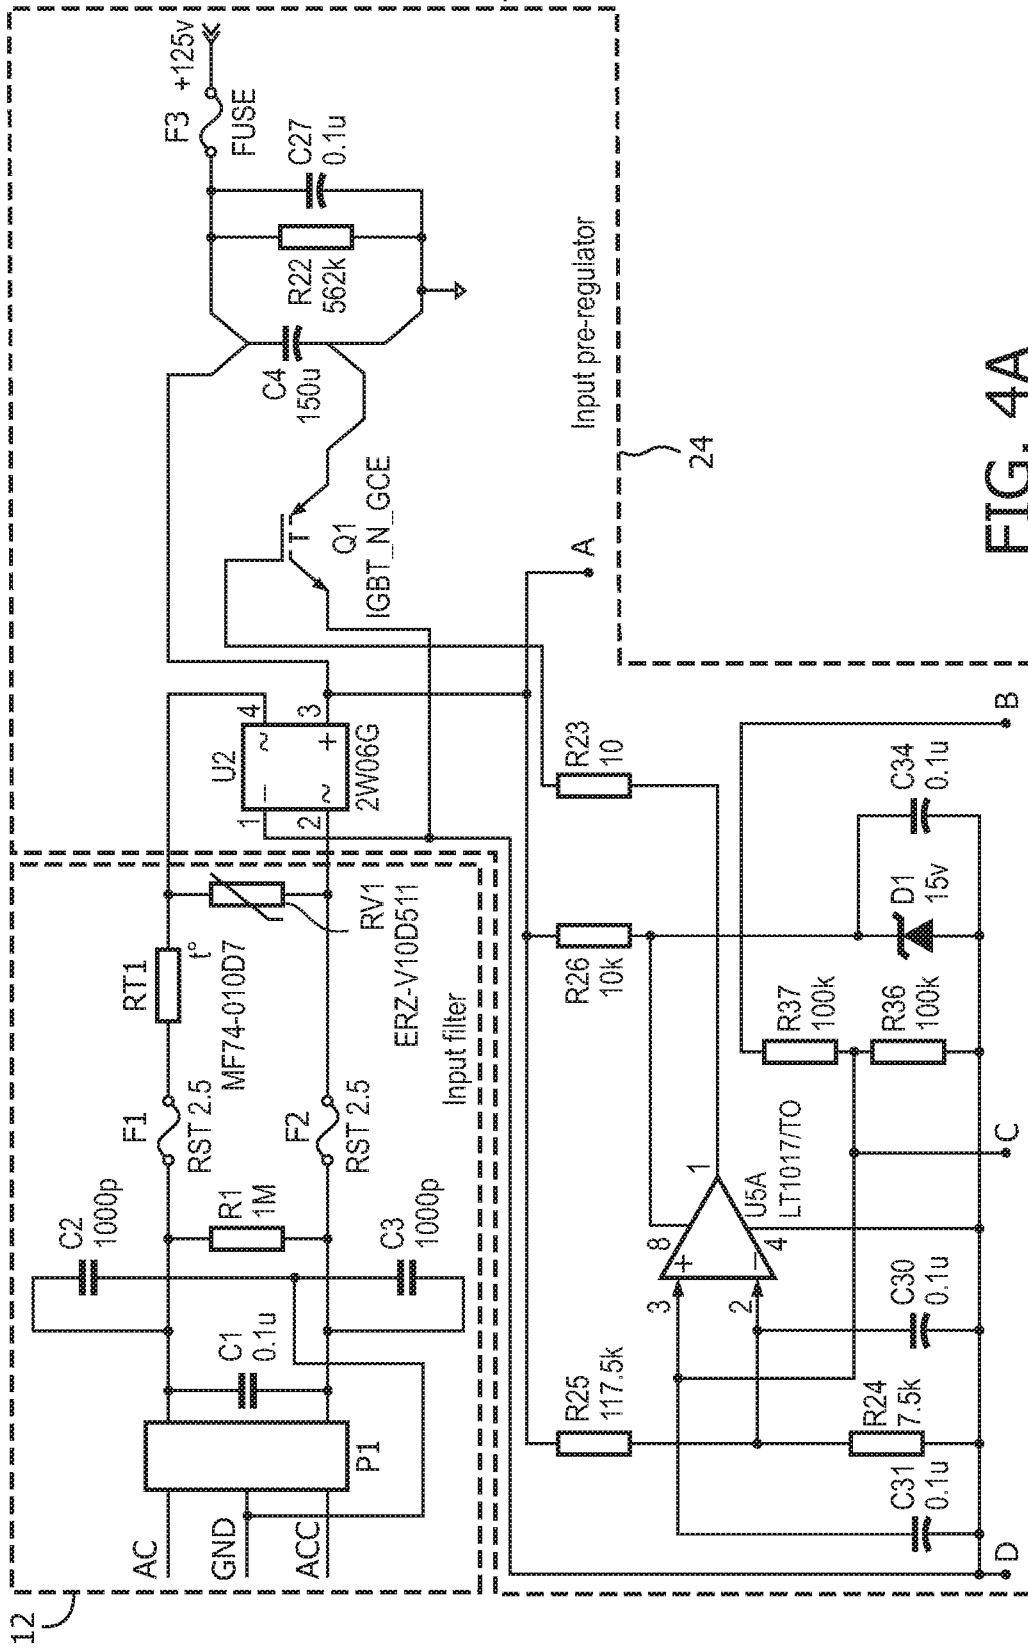 12
AC
GND
ACC
P1
C1
0.1u
C2
1000p
C3
1000p
R1
1M
F1
RST 2.5
F2
RST 2.5
RT1
t°
MF74-010D7
RV1
ERZ-V10D511
Input filter
U2
1
2
3
4
~
−
+
~
2W06G
Q1
IGBT_N_GCE
C4
150u
R22
562k
C27
0.1u
F3
FUSE
+125v
Input pre-regulator
24
A
R23
10
R26
10k
R25
117.5k
3
2
8
4
1
+
−
U5A
LT1017/TO
R37
100k
R36
100k
D1
15v
C34
0.1u
C30
0.1u
R24
7.5k
C31
0.1u
B
C
D
FIG. 4A